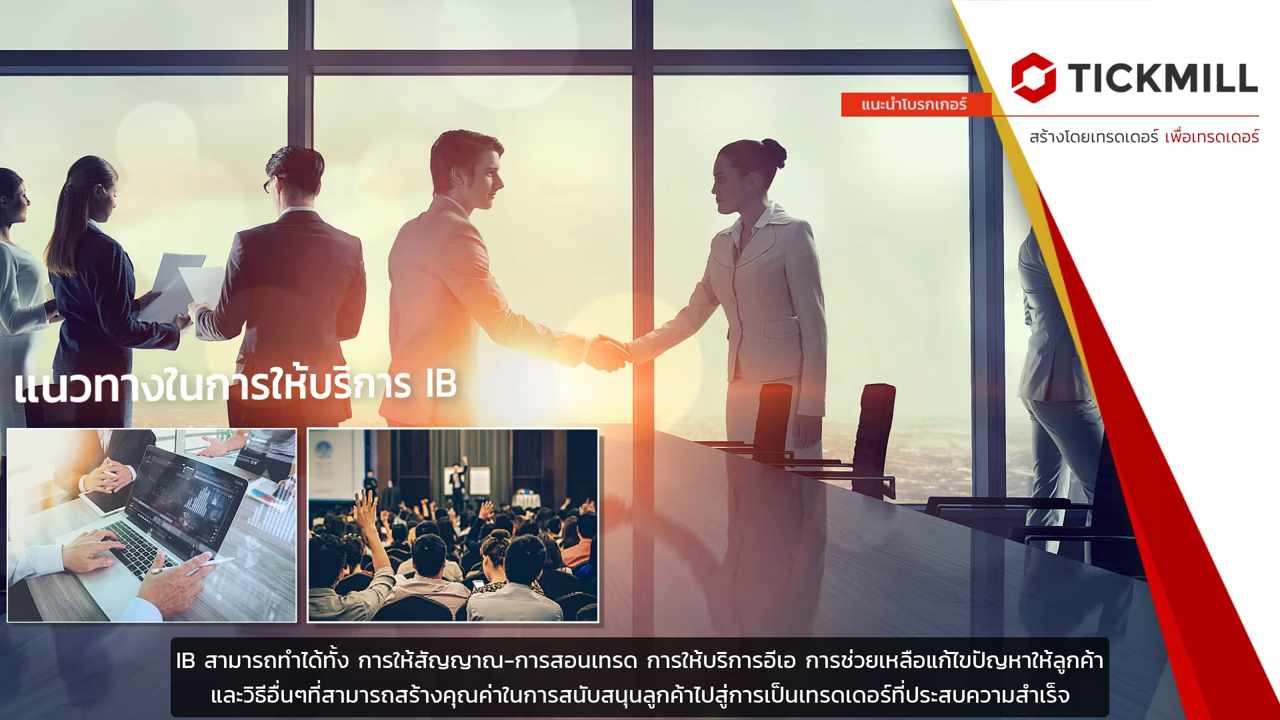 TICKMILL
แนะนำโบรกเกอร์
สร้างโดยเทรดเดอร์ เพื่อเทรดเดอร์
แนวทางในการให้บริการ IB
IB สามารถทำได้ทั้ง การให้สัญญาณ-การสอนเทรด การให้บริการอีเอ การช่วยเหลือแก้ไขปัญหาให้ลูกค้า
และวิธีอื่นๆที่สามารถสร้างคุณค่าในการสนับสนุนลูกค้าไปสู่การเป็นเทรดเดอร์ที่ประสบความสำเร็จ